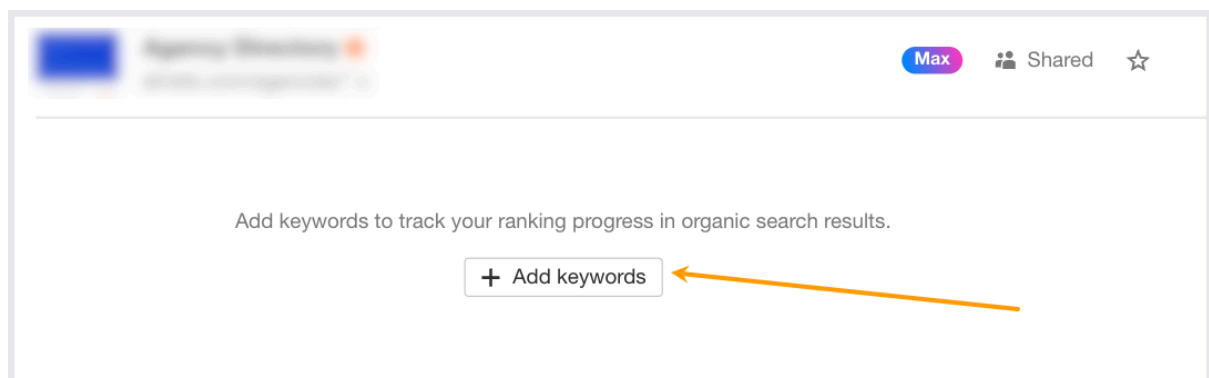 Max
Shared
Add keywords to track your ranking progress in organic search results.
+ Add keywords